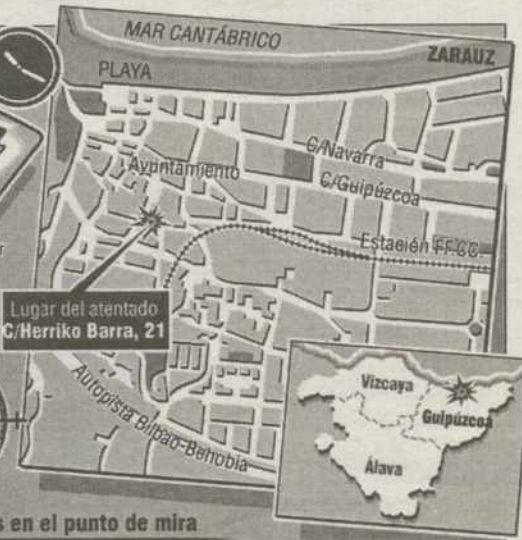 MAR CANTÁBRICO
ZARAUZ
PLAYA
C/Navarra
Ayuntamiento
C/Guipúzcoa
Estación FF.CC.
Lugar del atentado
C/Herriko Barra, 21
Autopista Bilbao-Behobia
Vizcaya
Guipúzcoa
Álava
en el punto de mira